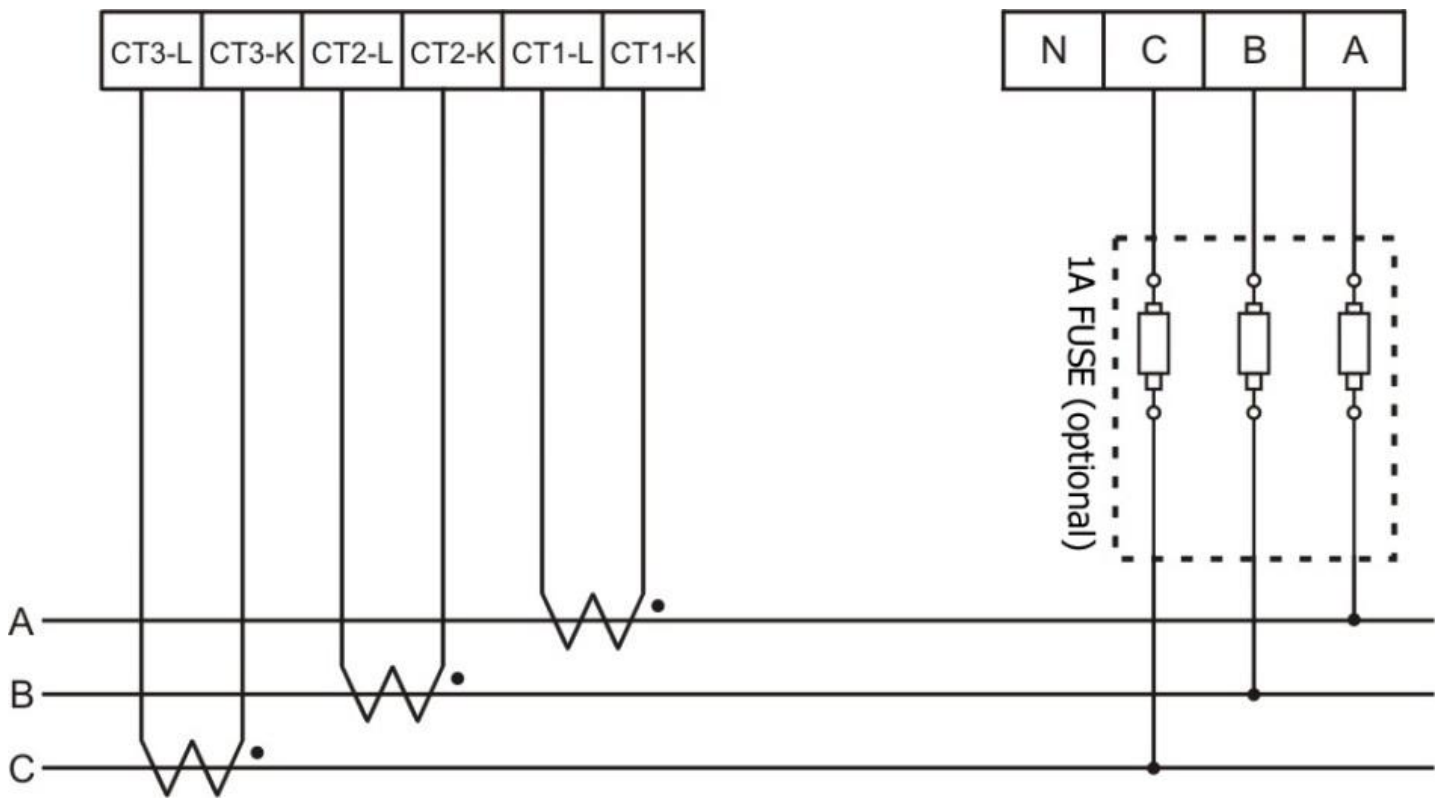 CT3-L CT3-K CT2-L CT2-K CT1-L CT1-K
N C B A
1A FUSE (optional)
A
B
C